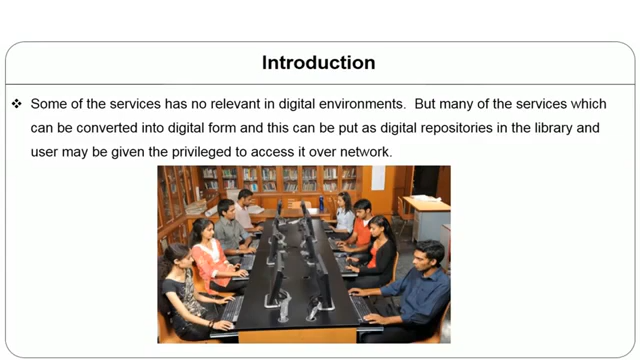 Introduction
❖ Some of the services has no relevant in digital environments. But many of the services which
can be converted into digital form and this can be put as digital repositories in the library and
user may be given the privileged to access it over network.